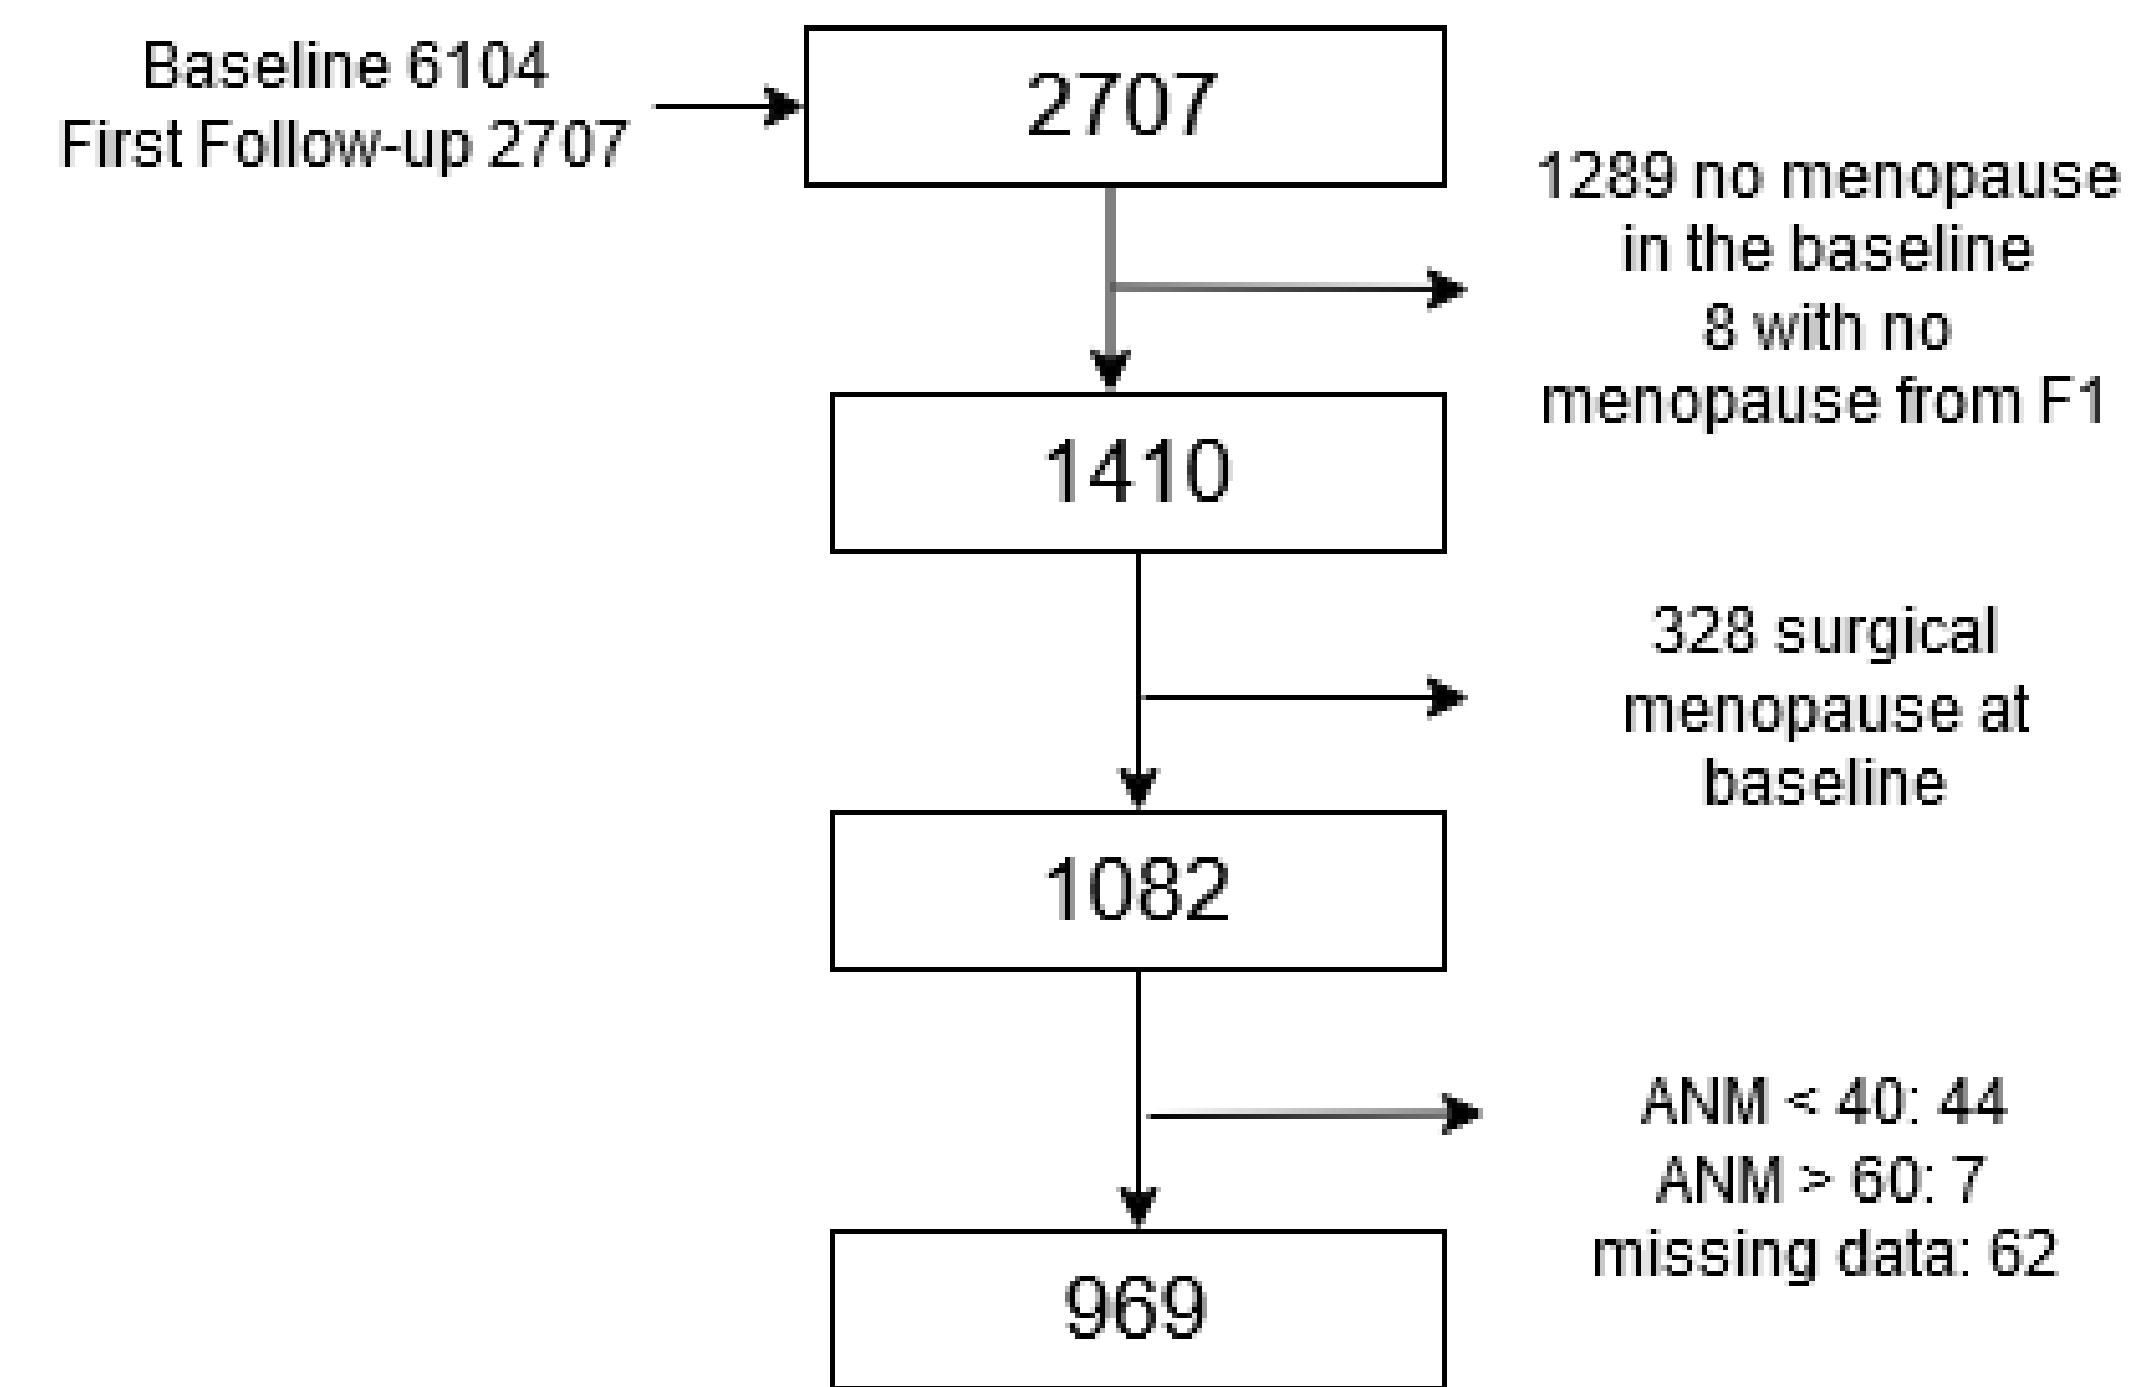 Baseline 6104
First Follow-up 2707
2707
1289 no menopause
in the baseline
8 with no
menopause from F1
1410
328 surgical
menopause at
baseline
1082
ANM < 40: 44
ANM > 60: 7
missing data: 62
969